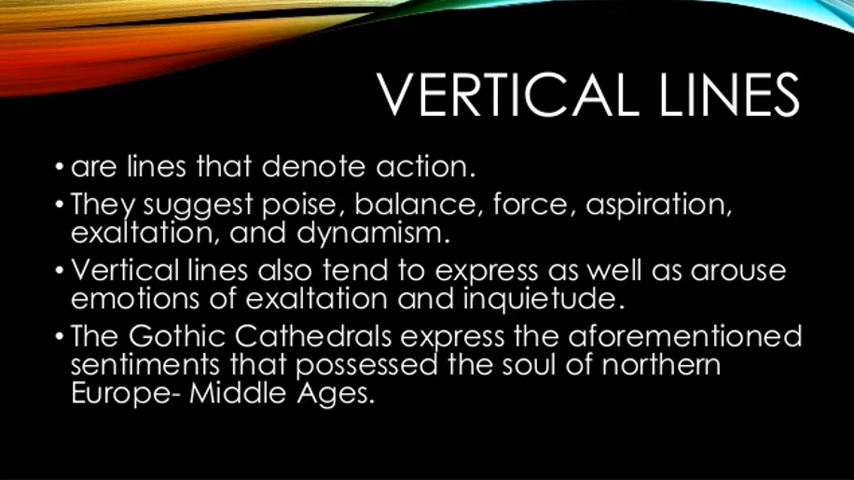 VERTICAL LINES
• are lines that denote action.
• They suggest poise, balance, force, aspiration,
exaltation, and dynamism.
• Vertical lines also tend to express as well as arouse
emotions of exaltation and inquietude.
• The Gothic Cathedrals express the aforementioned
sentiments that possessed the soul of northern
Europe- Middle Ages.